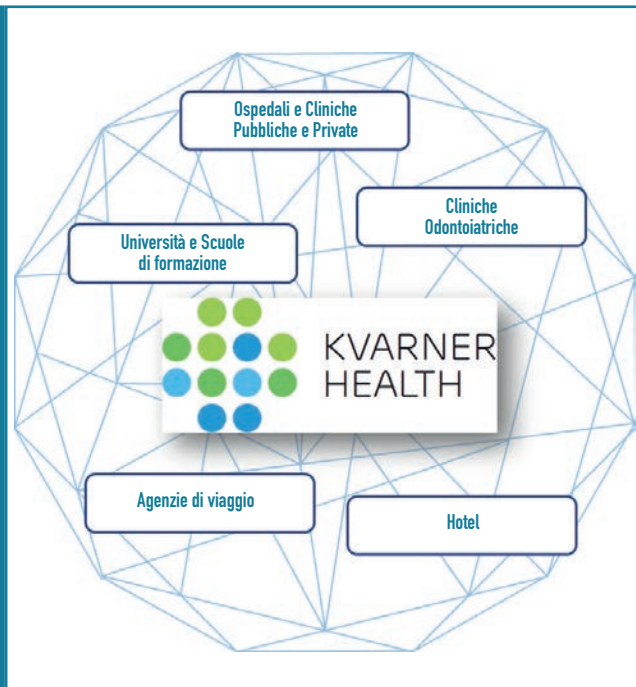 Ospedali e Cliniche
Pubbliche e Private
Cliniche
Odontoiatriche
Università e Scuole
di formazione
KVARNER
HEALTH
Agenzie di viaggio
Hotel